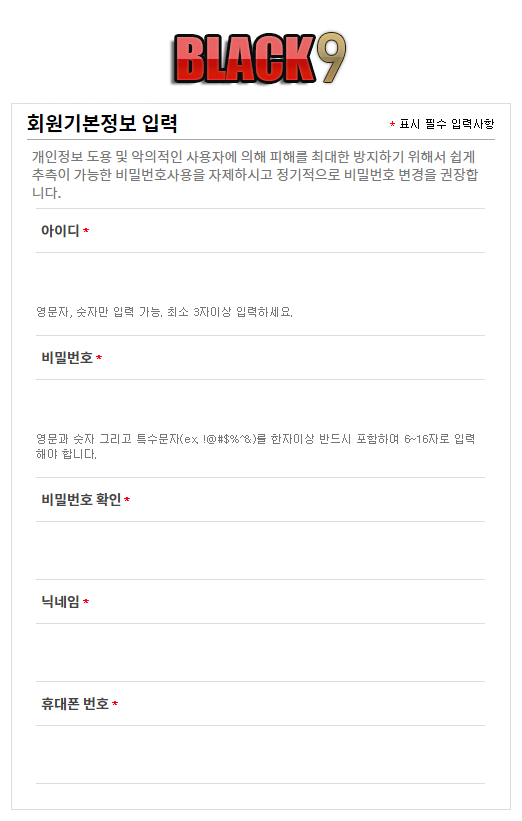 BLACK9
회원기본정보 입력
* 표시 필수 입력사항
개인정보 도용 및 악의적인 사용자에 의해 피해를 최대한 방지하기 위해서 쉽게
추측이 가능한 비밀번호사용을 자제하시고 정기적으로 비밀번호 변경을 권장합
니다.
아이디 *
영문자, 숫자만 입력 가능. 최소 3자이상 입력하세요.
비밀번호 *
영문과 숫자 그리고 특수문자(ex. !@#$%^&)를 한자이상 반드시 포함하여 6~16자로 입력
해야 합니다.
비밀번호 확인 *
닉네임 *
휴대폰 번호 *